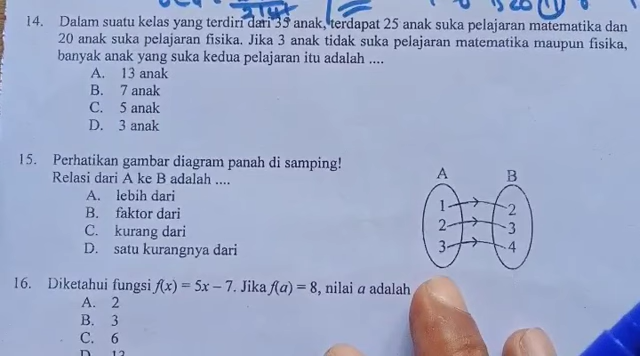 14. Dalam suatu kelas yang terdiri dari 35 anak, terdapat 25 anak suka pelajaran matematika dan
20 anak suka pelajaran fisika. Jika 3 anak tidak suka pelajaran matematika maupun fisika,
banyak anak yang suka kedua pelajaran itu adalah ....
A. 13 anak
B. 7 anak
C. 5 anak
D. 3 anak
15. Perhatikan gambar diagram panah di samping!
Relasi dari A ke B adalah ....
A. lebih dari
B. faktor dari
C. kurang dari
D. satu kurangnya dari
A B
1 2
2 3
3 4
16. Diketahui fungsi f(x) = 5x – 7. Jika f(a) = 8, nilai a adalah
A. 2
B. 3
C. 6
D. 12